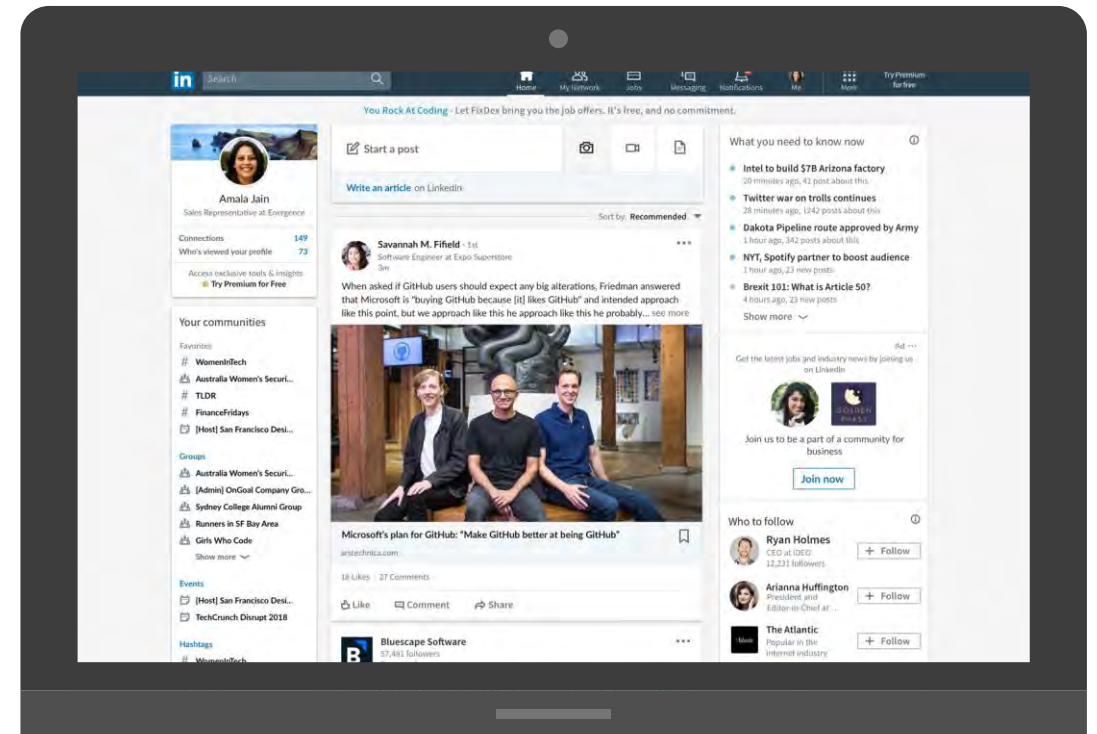 in
Search
Home
My Network
Jobs
Messaging
Notifications
Me
More
Try Premium
for free
You Rock At Coding - Let FixDex bring you the job offers. It's free, and no commitment.
Amala Jain
Sales Representative at Energence
Connections 149
Who's viewed your profile 73
Access exclusive tools & insights
Try Premium for Free
Your communities
Favorites
# WomenInTech
Australia Women's Securi...
# TLDR
# FinanceFridays
[Host] San Francisco Desi...
Groups
Australia Women's Securi...
[Admin] OnGoal Company Gro...
Sydney College Alumni Group
Runners in SF Bay Area
Girls Who Code
Show more
Events
[Host] San Francisco Desi...
TechCrunch Disrupt 2018
Hashtags
# WomenInTech
Start a post
Write an article on LinkedIn
Sort by: Recommended
Savannah M. Fifield · 1st
Software Engineer at Expo Superstore
3m
When asked if GitHub users should expect any big alterations, Friedman answered
that Microsoft is "buying GitHub because [it] likes GitHub" and intended approach
like this point, but we approach like this he approach like this he probably... see more
Microsoft's plan for GitHub: "Make GitHub better at being GitHub"
arstechnica.com
18 Likes 27 Comments
Like Comment Share
B
Bluescape Software
57,481 followers
What you need to know now
Intel to build $7B Arizona factory
20 minutes ago, 42 post about this
Twitter war on trolls continues
28 minutes ago, 1242 posts about this
Dakota Pipeline route approved by Army
1 hour ago, 342 posts about this
NYT, Spotify partner to boost audience
1 hour ago, 23 new posts
Brexit 101: What is Article 50?
4 hours ago, 23 new posts
Show more
Ad ...
Get the latest jobs and industry news by joining us
on LinkedIn
GOLDEN
PHASE
Join us to be a part of a community for
business
Join now
Who to follow
Ryan Holmes
CEO at IDEO
12,231 followers
+ Follow
Arianna Huffington
President and
Editor-in-Chief at ...
+ Follow
The Atlantic
Popular in the
internet industry
+ Follow